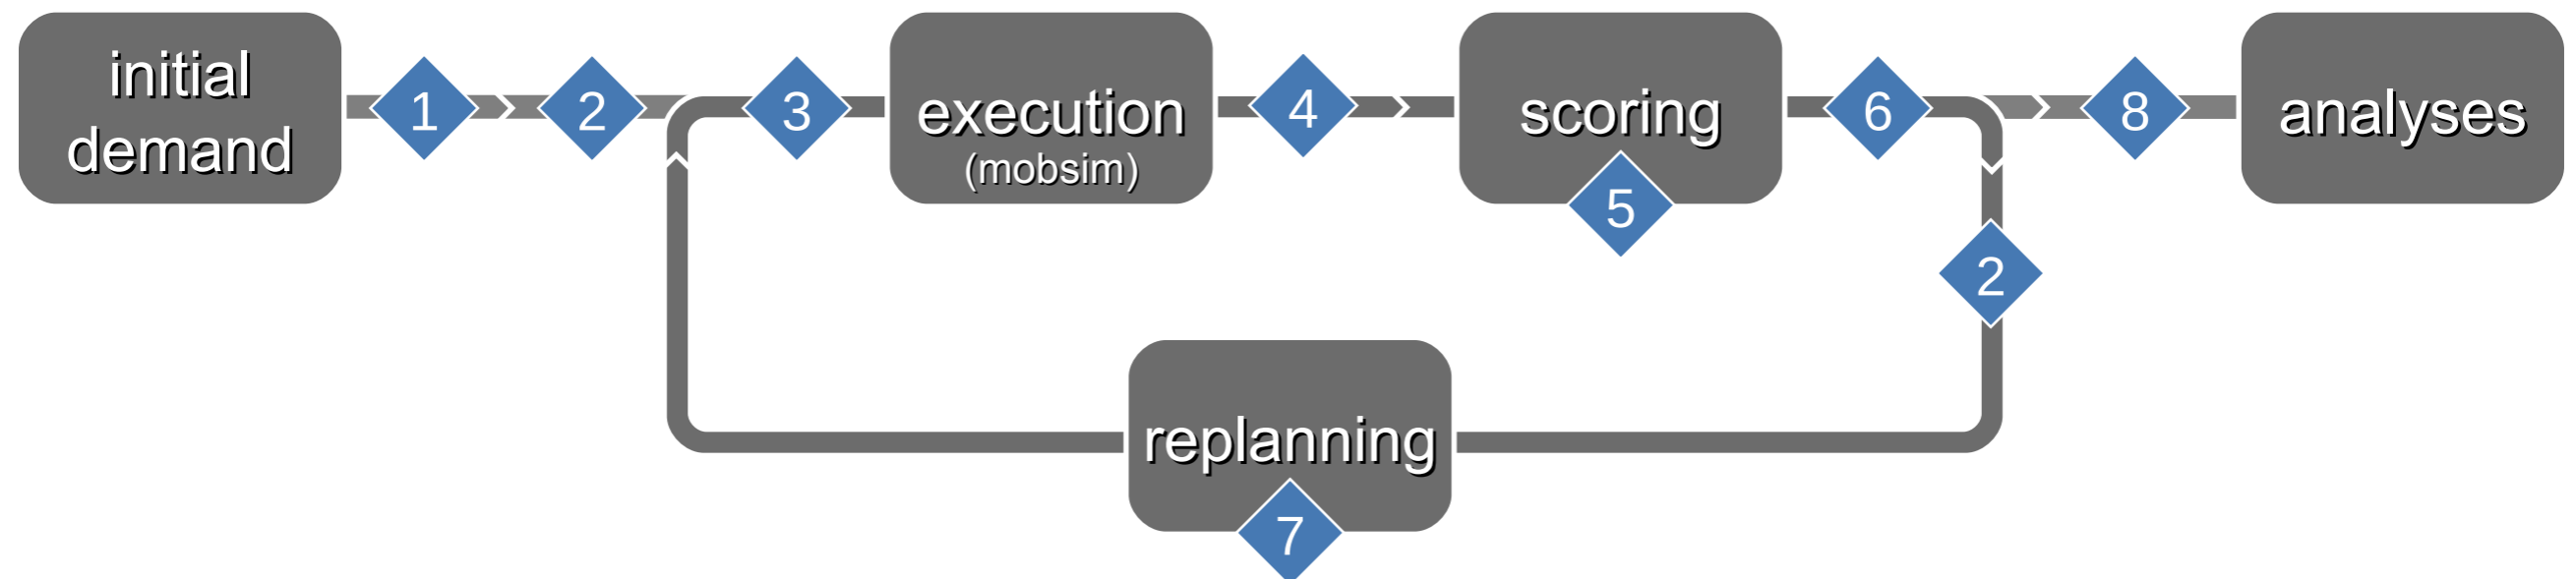 initial
demand
1
2
3
execution
(mobsim)
4
scoring
5
6
8
analyses
2
replanning
7